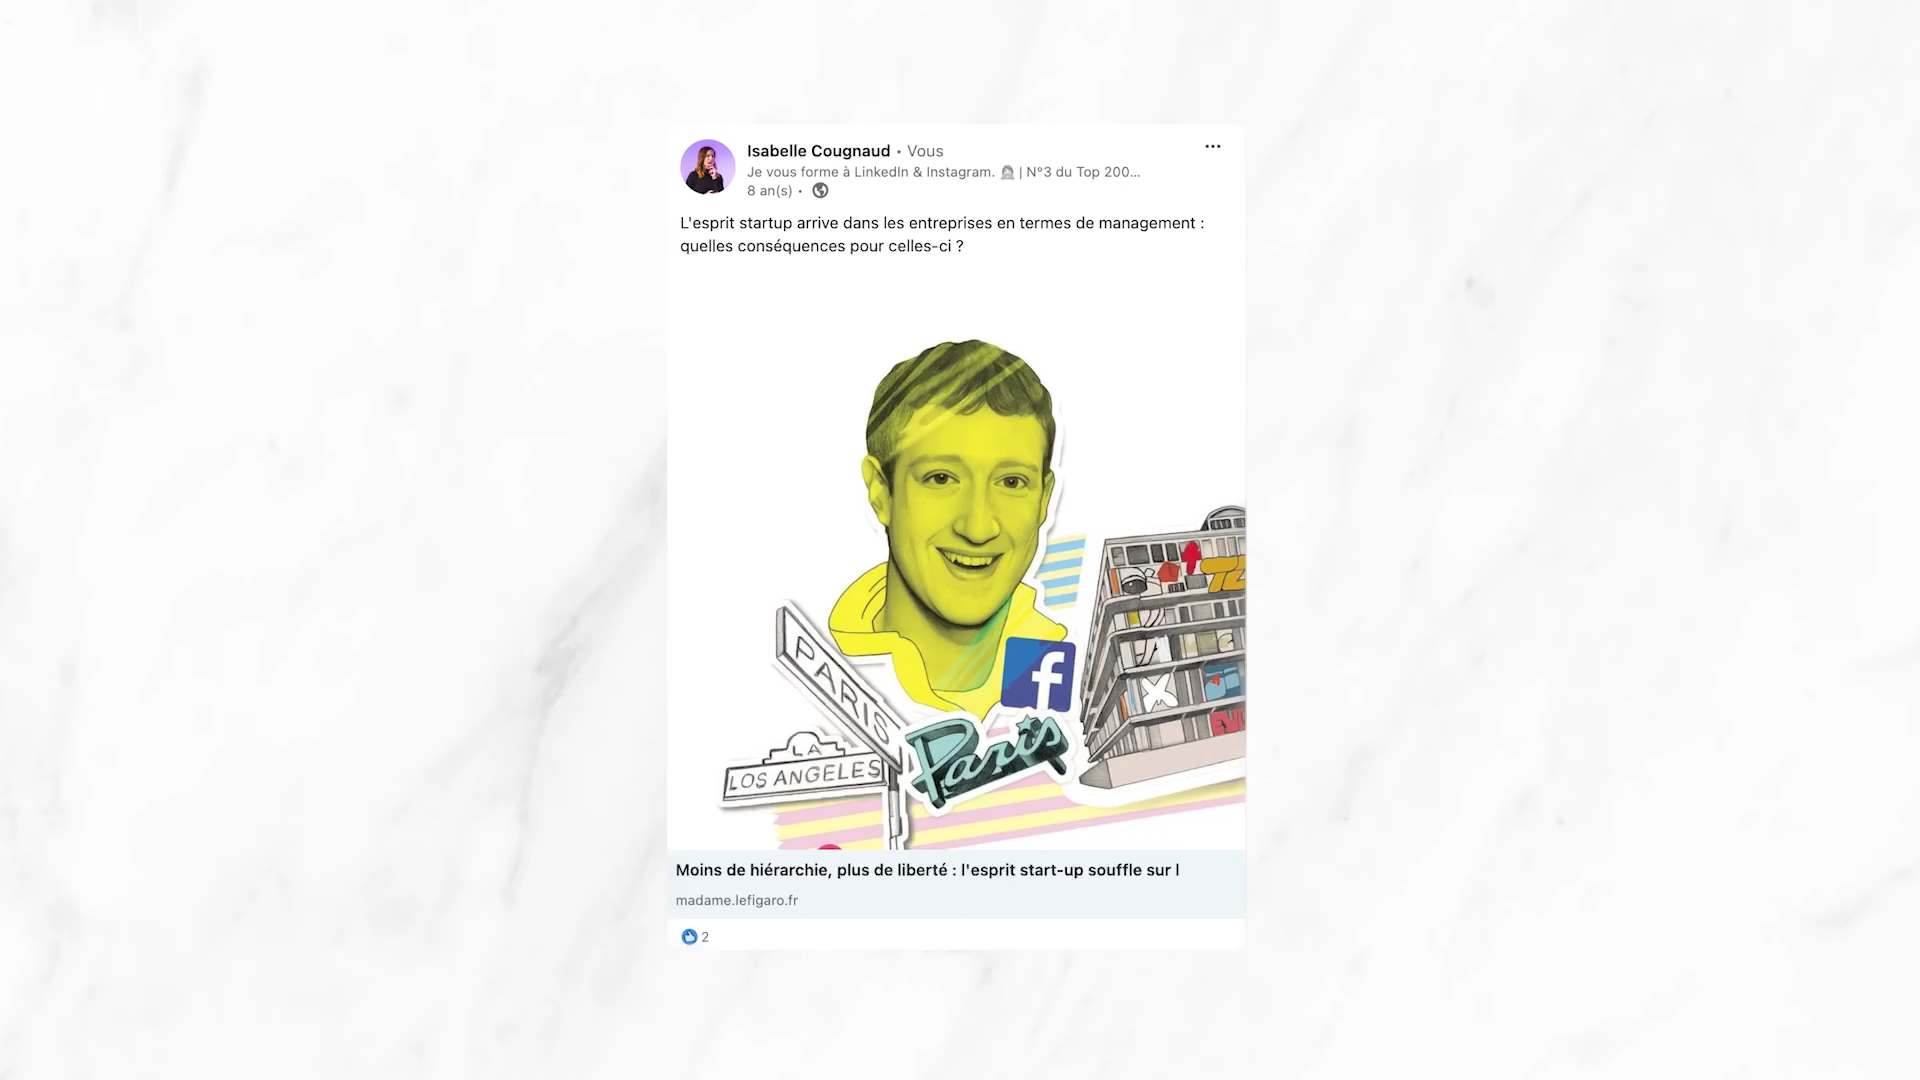 Isabelle Cougnaud • Vous
Je vous forme à LinkedIn & Instagram. 👩🏻‍🚀 | N°3 du Top 200...
8 an(s) •
L'esprit startup arrive dans les entreprises en termes de management :
quelles conséquences pour celles-ci ?
f
PARIS
Paris
LA
LOS ANGELES
Moins de hiérarchie, plus de liberté : l'esprit start-up souffle sur l
madame.lefigaro.fr
2